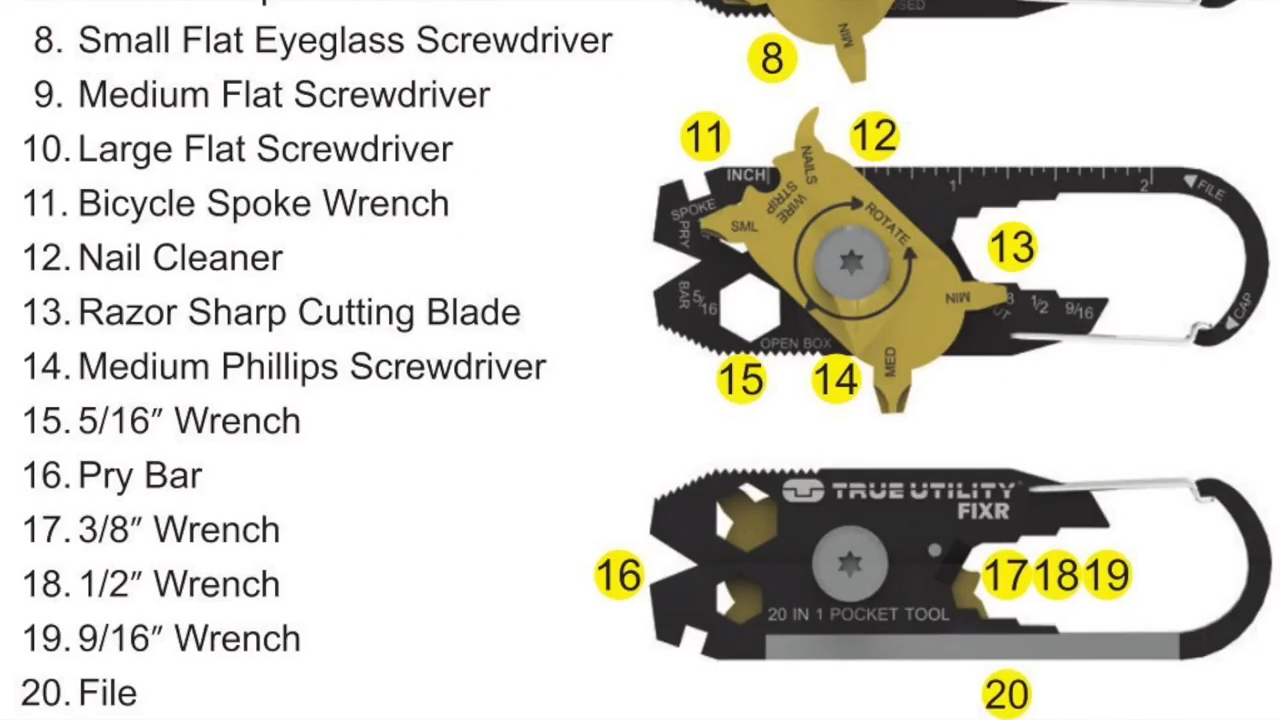 8. Small Flat Eyeglass Screwdriver
9. Medium Flat Screwdriver
10. Large Flat Screwdriver
11. Bicycle Spoke Wrench
12. Nail Cleaner
13. Razor Sharp Cutting Blade
14. Medium Phillips Screwdriver
15. 5/16″ Wrench
16. Pry Bar
17. 3/8″ Wrench
18. 1/2″ Wrench
19. 9/16″ Wrench
20. File
MIN
8
11
12
INCH
1
2
FILE
NAILS
WIRE
STRIP
SPOKE
PRY
SML
ROTATE
13
BAR
5/16
MIN
1/2
9/16
CAP
OPEN BOX
MED
15
14
TRUE UTILITY
FIXR
16
17 18 19
20 IN 1 POCKET TOOL
20